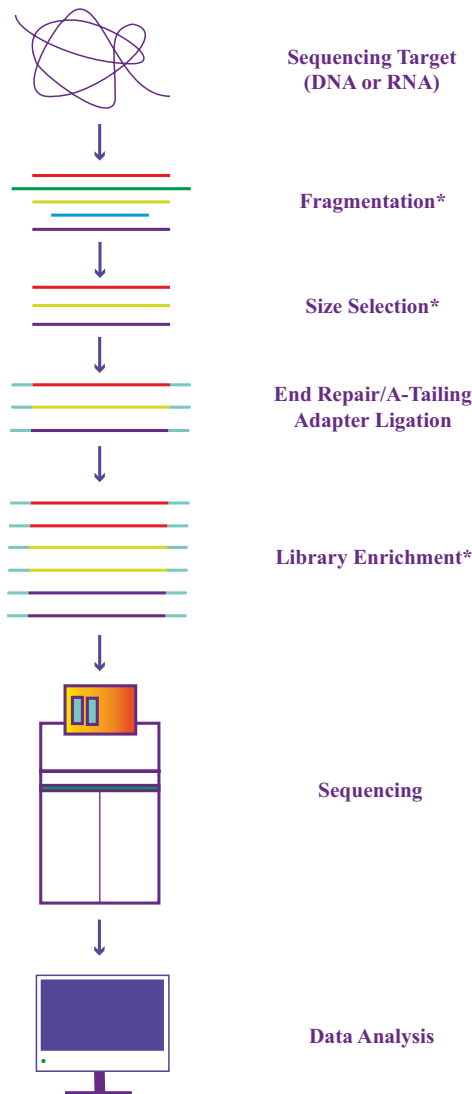 Sequencing Target
(DNA or RNA)
Fragmentation*
Size Selection*
End Repair/A-Tailing
Adapter Ligation
Library Enrichment*
Sequencing
Data Analysis